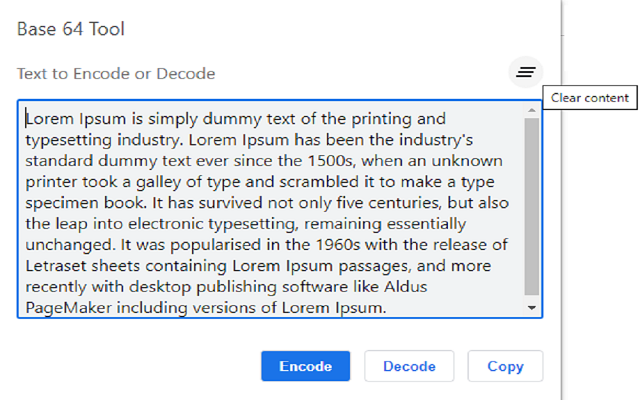 Base 64 Tool
Text to Encode or Decode
Clear content
Lorem Ipsum is simply dummy text of the printing and
typesetting industry. Lorem Ipsum has been the industry's
standard dummy text ever since the 1500s, when an unknown
printer took a galley of type and scrambled it to make a type
specimen book. It has survived not only five centuries, but also
the leap into electronic typesetting, remaining essentially
unchanged. It was popularised in the 1960s with the release of
Letraset sheets containing Lorem Ipsum passages, and more
recently with desktop publishing software like Aldus
PageMaker including versions of Lorem Ipsum.
Encode Decode Copy